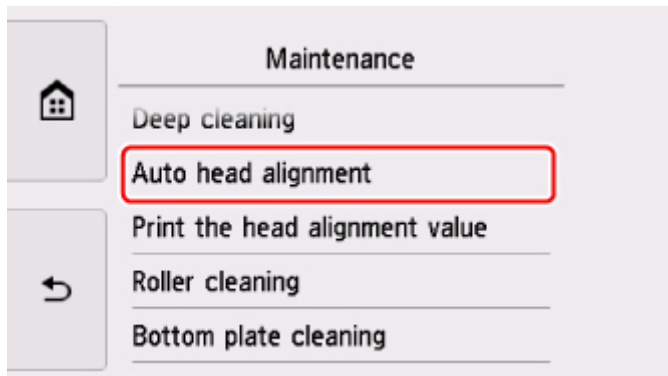 Maintenance
Deep cleaning
Auto head alignment
Print the head alignment value
Roller cleaning
Bottom plate cleaning